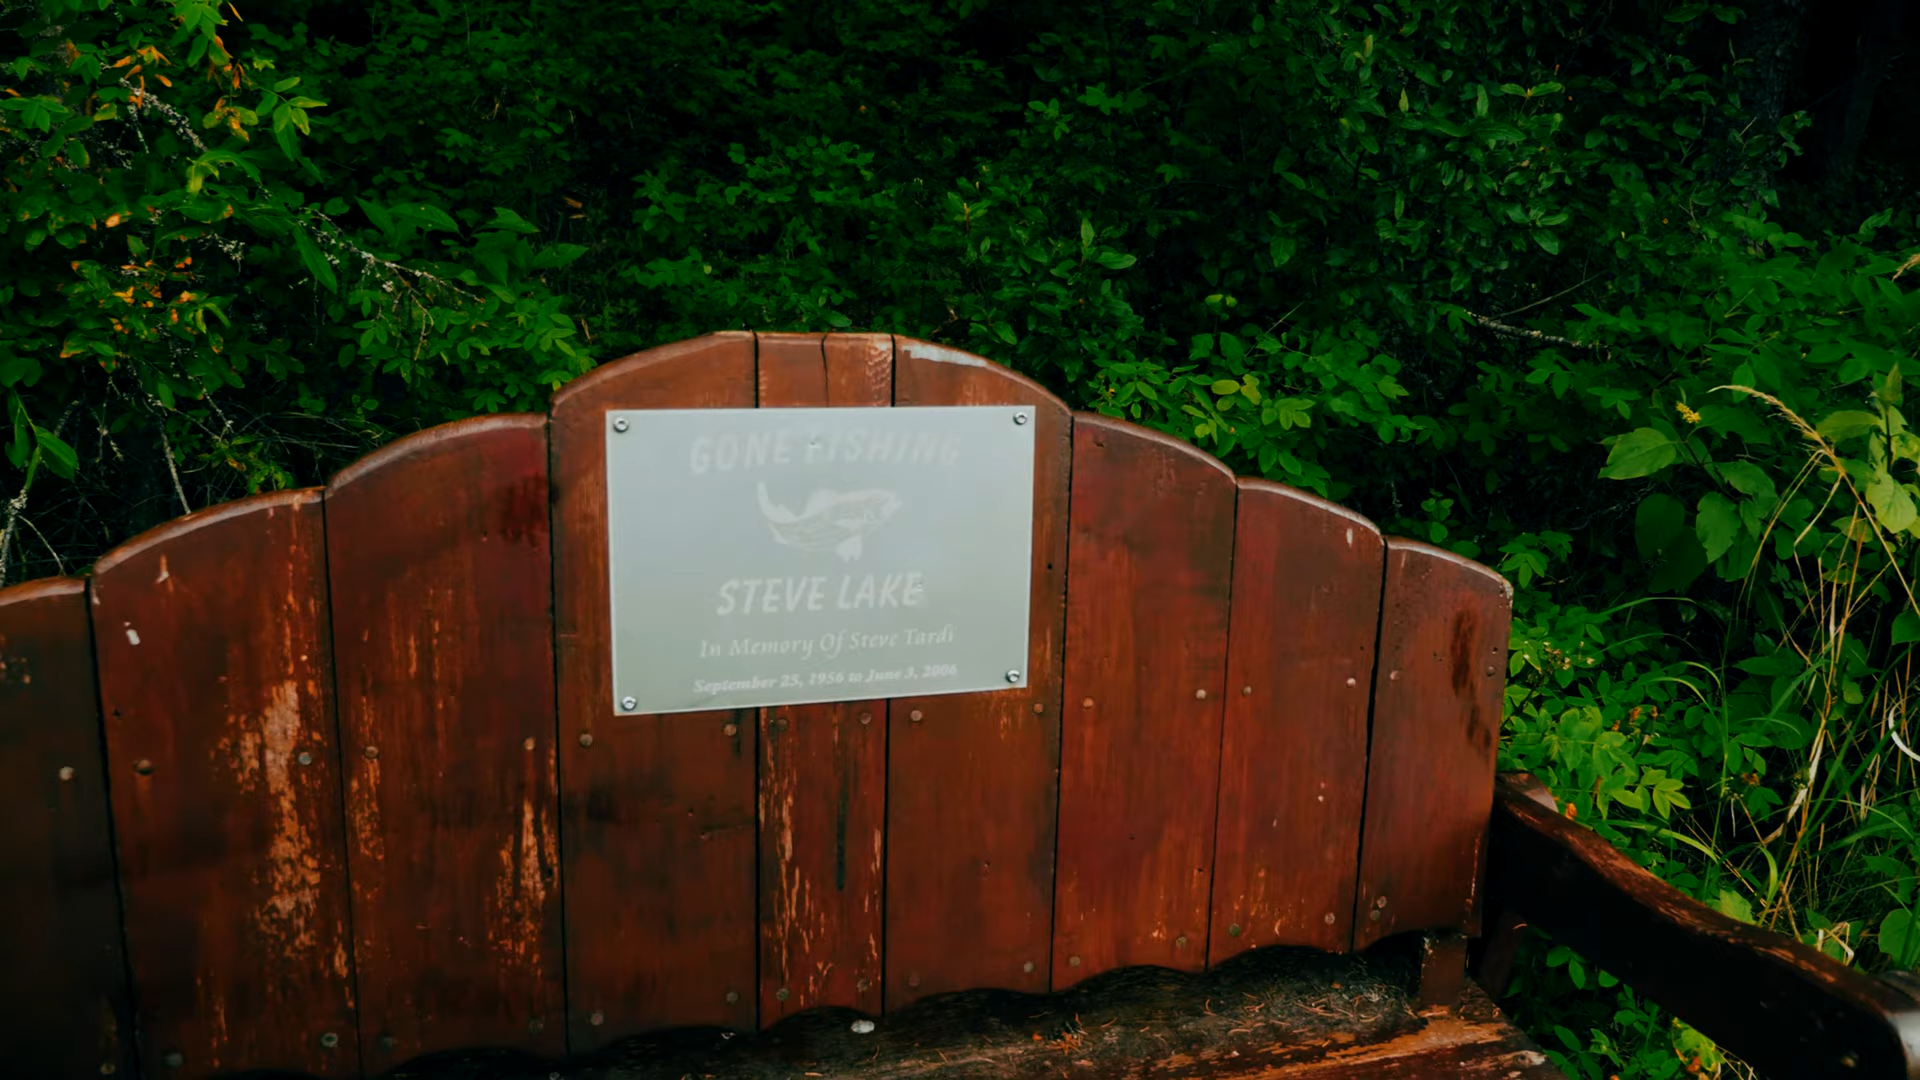 GONE FISHING
STEVE LAKE
In Memory Of Steve Tardi
September 25, 1956 to June 3, 2006